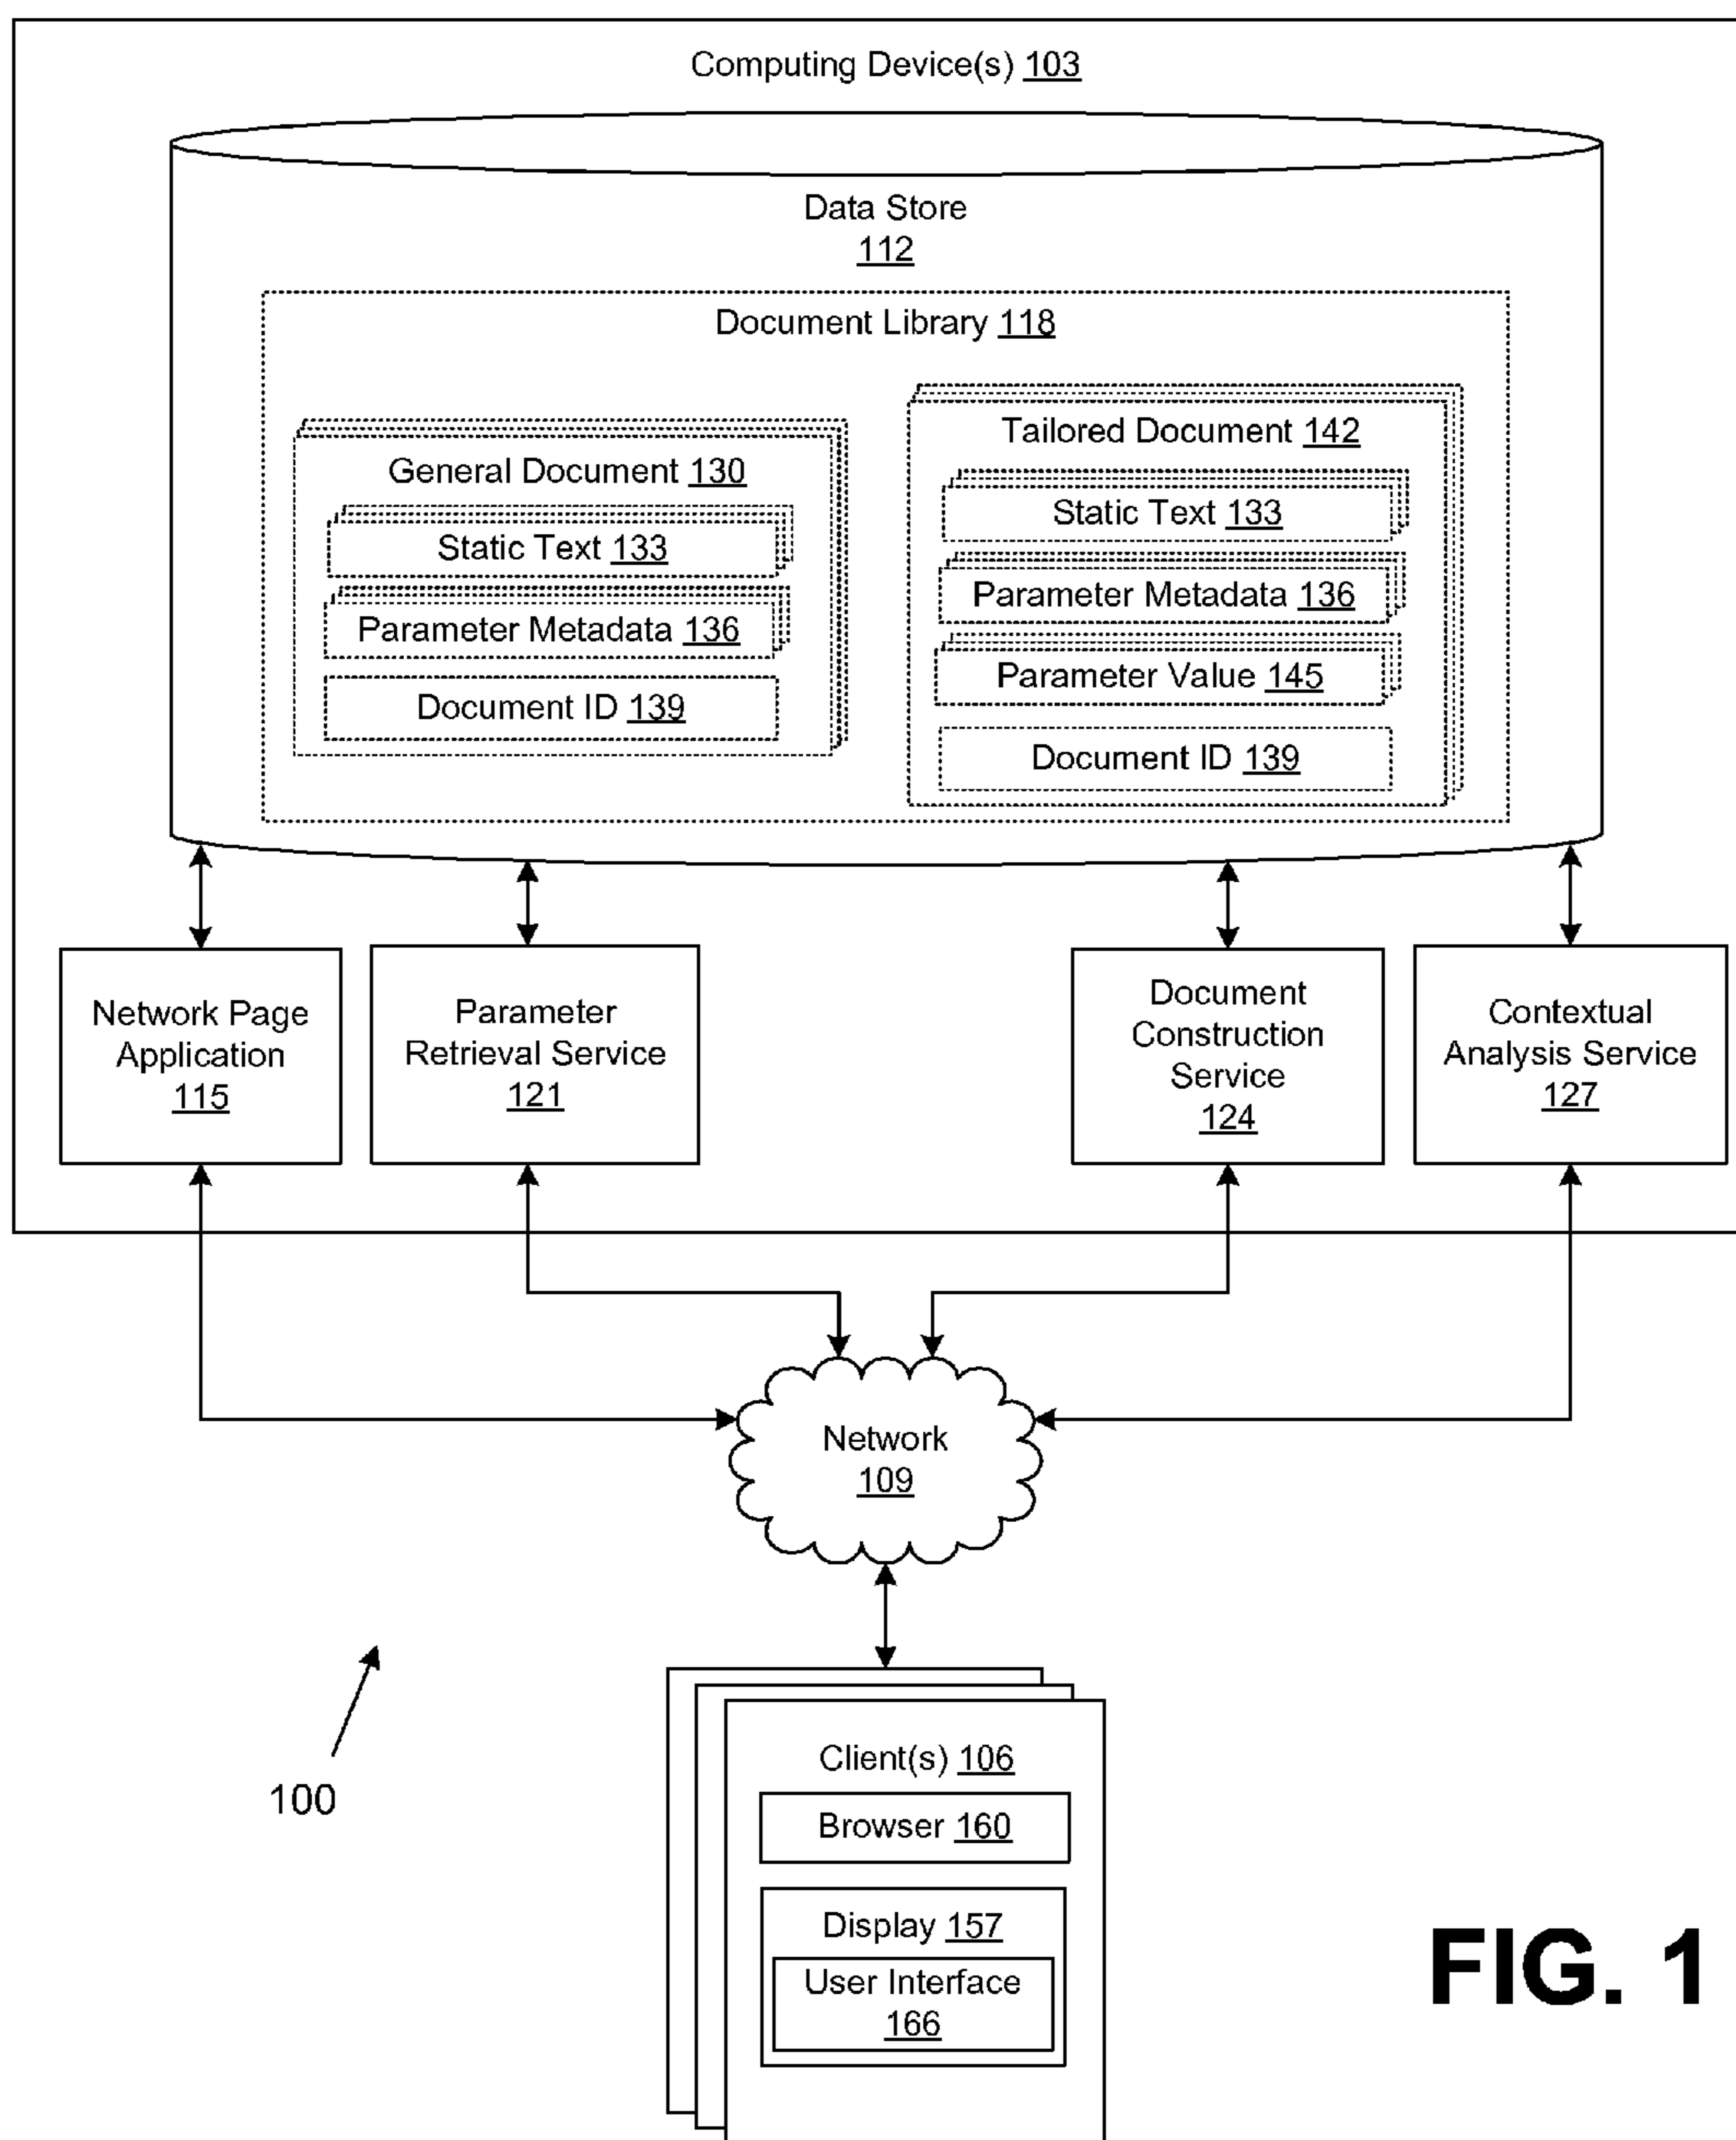 Computing Device(s) 103
Data Store
112
Document Library 118
General Document 130
Static Text 133
Parameter Metadata 136
Document ID 139
Tailored Document 142
Static Text 133
Parameter Metadata 136
Parameter Value 145
Document ID 139
Network Page
Application
115
Parameter
Retrieval Service
121
Document
Construction
Service
124
Contextual
Analysis Service
127
Network
109
100
Client(s) 106
Browser 160
Display 157
User Interface
166
FIG. 1